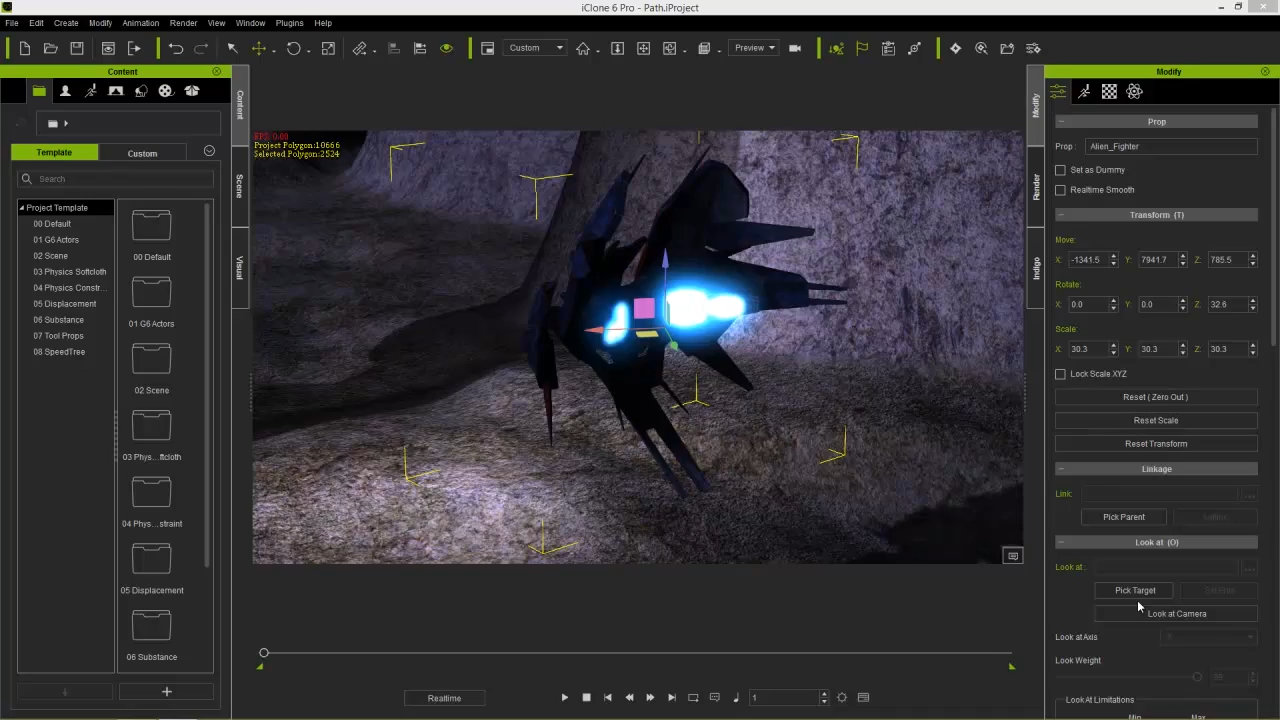 iClone 6 Pro - Path.iProject
File Edit Create Modify Animation Render View Window Plugins Help
Custom
Preview
Content
Template
Custom
Search
Project Template
00 Default
01 G6 Actors
02 Scene
03 Physics Softcloth
04 Physics Constr...
05 Displacement
06 Substance
07 Tool Props
08 SpeedTree
00 Default
01 G6 Actors
02 Scene
03 Phys...ftcloth
04 Phys...straint
05 Displacement
06 Substance
Content
Scene
Visual
FPS: 0.00
Project Polygon:10666
Selected Polygon:2524
Realtime
1
Modify
Render
Indigo
Modify
Prop
Prop : Alien_Fighter
Set as Dummy
Realtime Smooth
Transform (T)
Move:
X: -1341.5 Y: 7941.7 Z: 785.5
Rotate:
X: 0.0 Y: 0.0 Z: 32.6
Scale:
X: 30.3 Y: 30.3 Z: 30.3
Lock Scale XYZ
Reset ( Zero Out )
Reset Scale
Reset Transform
Linkage
Link:
Pick Parent
Look at (O)
Look at :
Pick Target
Look at Camera
Look at Axis
Look Weight
Look At Limitations
Min Max